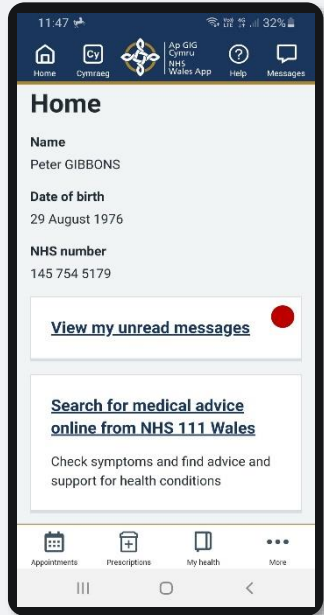 11:47
32%
Home
Cy
Cymraeg
Ap GIG
Cymru
NHS
Wales App
?
Help
Messages
Home
Name
Peter GIBBONS
Date of birth
29 August 1976
NHS number
145 754 5179
View my unread messages
Search for medical advice
online from NHS 111 Wales
Check symptoms and find advice and
support for health conditions
Appointments
Prescriptions
My health
More